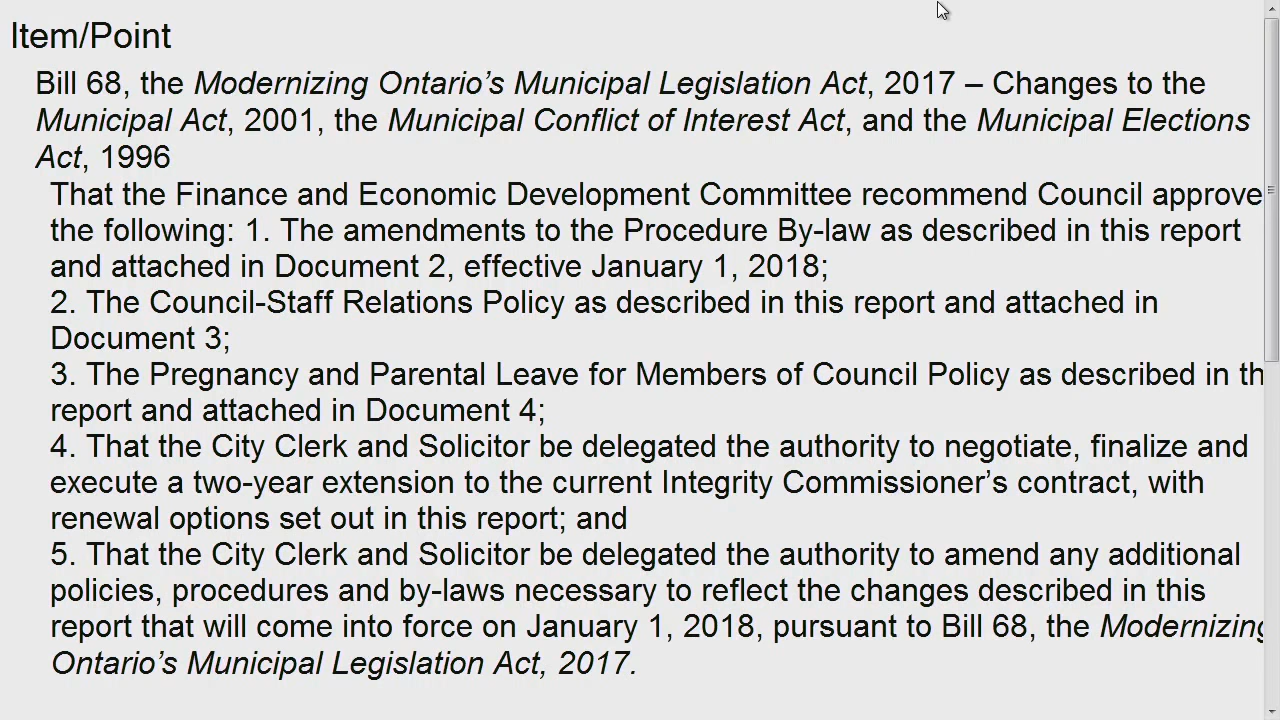 Item/Point
Bill 68, the Modernizing Ontario’s Municipal Legislation Act, 2017 – Changes to the
Municipal Act, 2001, the Municipal Conflict of Interest Act, and the Municipal Elections
Act, 1996
That the Finance and Economic Development Committee recommend Council approve
the following: 1. The amendments to the Procedure By-law as described in this report
and attached in Document 2, effective January 1, 2018;
2. The Council-Staff Relations Policy as described in this report and attached in
Document 3;
3. The Pregnancy and Parental Leave for Members of Council Policy as described in th
report and attached in Document 4;
4. That the City Clerk and Solicitor be delegated the authority to negotiate, finalize and
execute a two-year extension to the current Integrity Commissioner’s contract, with
renewal options set out in this report; and
5. That the City Clerk and Solicitor be delegated the authority to amend any additional
policies, procedures and by-laws necessary to reflect the changes described in this
report that will come into force on January 1, 2018, pursuant to Bill 68, the Modernizing
Ontario’s Municipal Legislation Act, 2017.